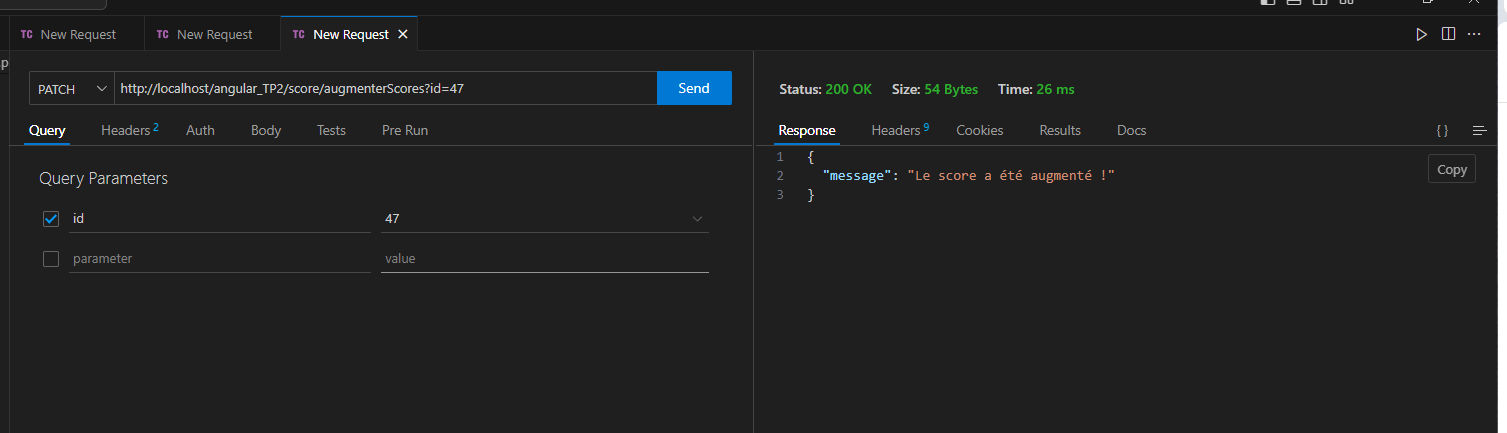 TC New Request
TC New Request
TC New Request
PATCH http://localhost/angular_TP2/score/augmenterScores?id=47 Send
Query Headers 2 Auth Body Tests Pre Run
Query Parameters
id 47
parameter value
Status: 200 OK Size: 54 Bytes Time: 26 ms
Response Headers 9 Cookies Results Docs {}
Copy
1 {
2 "message": "Le score a été augmenté !"
3 }